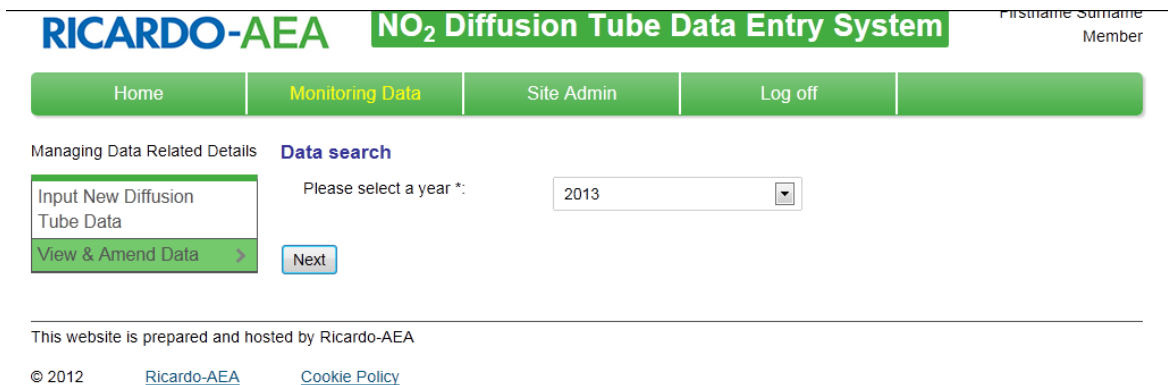 RICARDO-AEA
NO₂ Diffusion Tube Data Entry System
Firstname Surname
Member
Home
Monitoring Data
Site Admin
Log off
Managing Data Related Details
Data search
Input New Diffusion
Tube Data
View & Amend Data
Please select a year *:
2013
Next
This website is prepared and hosted by Ricardo-AEA
© 2012 Ricardo-AEA Cookie Policy